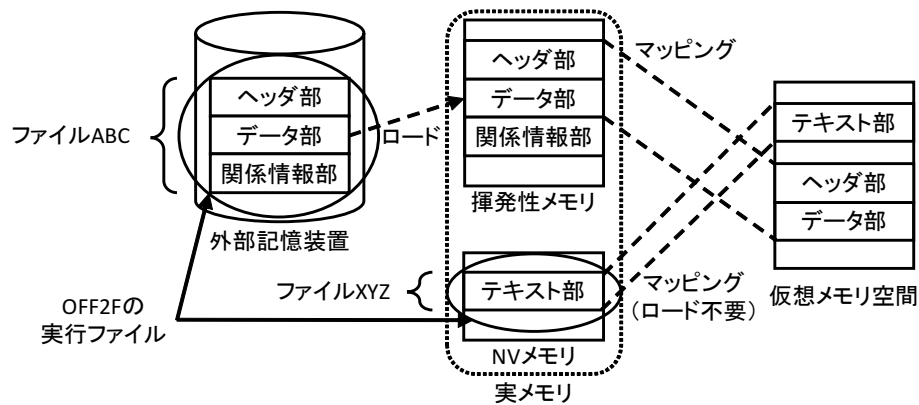 ファイルABC
ヘッダ部
データ部
関係情報部
外部記憶装置
ロード
OFF2Fの
実行ファイル
ヘッダ部
データ部
関係情報部
揮発性メモリ
ファイルXYZ
テキスト部
NVメモリ
実メモリ
マッピング
マッピング
（ロード不要）
テキスト部
ヘッダ部
データ部
仮想メモリ空間